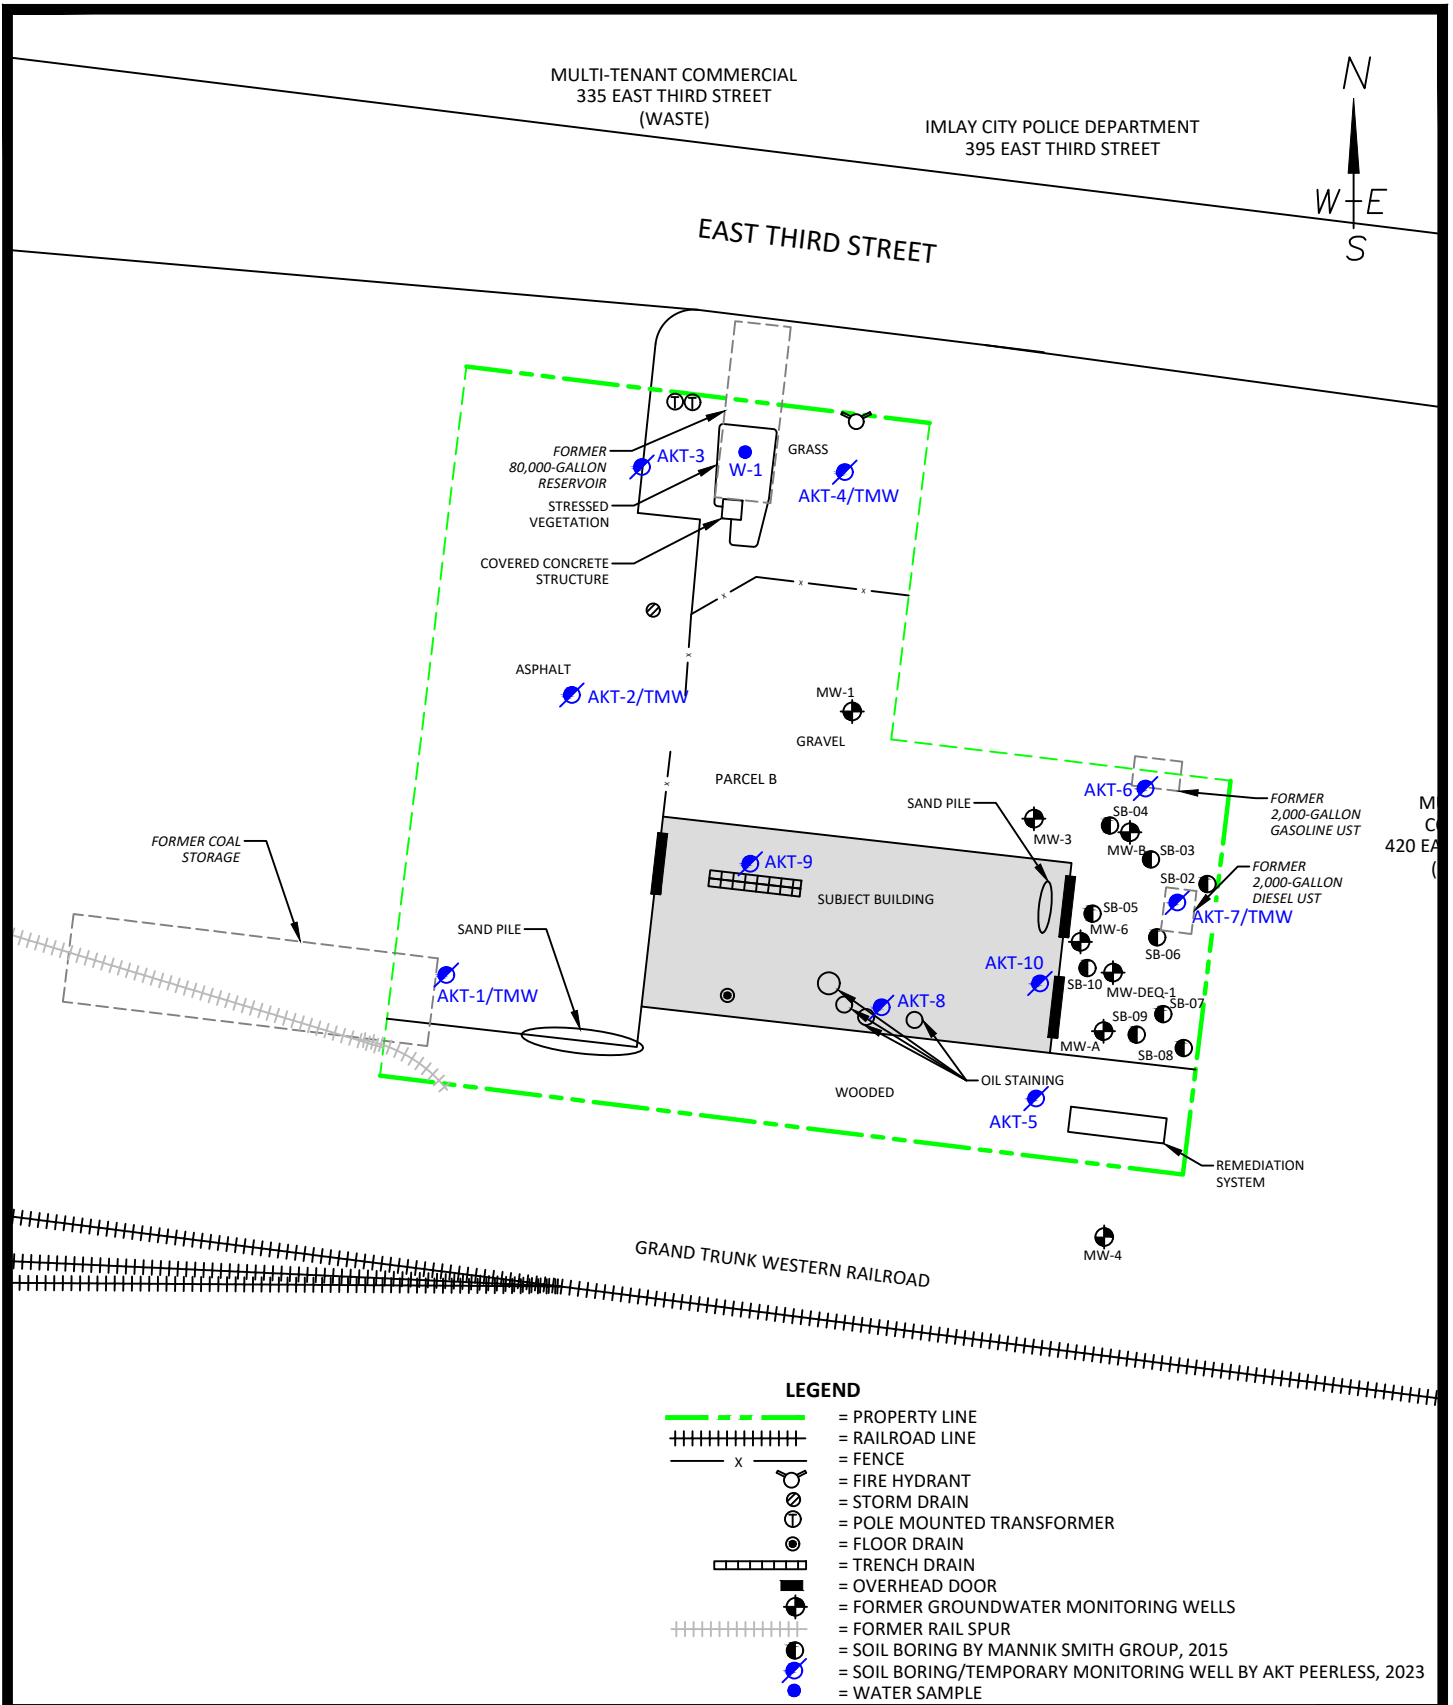 MULTI-TENANT COMMERCIAL
335 EAST THIRD STREET
(WASTE)
IMLAY CITY POLICE DEPARTMENT
395 EAST THIRD STREET
N
W E
S
EAST THIRD STREET
T T
FORMER
80,000-GALLON
RESERVOIR
AKT-3
W-1
GRASS
AKT-4/TMW
STRESSED
VEGETATION
COVERED CONCRETE
STRUCTURE
x
x
x
x
ASPHALT
AKT-2/TMW
MW-1
GRAVEL
PARCEL B
x
SAND PILE
AKT-6
FORMER
2,000-GALLON
GASOLINE UST
420 EA
(
SB-04
MW-3
MW-B
SB-03
FORMER
2,000-GALLON
DIESEL UST
SB-02
FORMER COAL
STORAGE
AKT-9
SUBJECT BUILDING
SB-05
AKT-7/TMW
MW-6
SAND PILE
SB-06
AKT-1/TMW
AKT-10
SB-10
MW-DEQ-1
AKT-8
SB-07
SB-09
MW-A
SB-08
OIL STAINING
WOODED
AKT-5
REMEDIATION
SYSTEM
MW-4
GRAND TRUNK WESTERN RAILROAD
LEGEND
= PROPERTY LINE
= RAILROAD LINE
X = FENCE
= FIRE HYDRANT
= STORM DRAIN
T = POLE MOUNTED TRANSFORMER
= FLOOR DRAIN
= TRENCH DRAIN
= OVERHEAD DOOR
= FORMER GROUNDWATER MONITORING WELLS
= FORMER RAIL SPUR
= SOIL BORING BY MANNIK SMITH GROUP, 2015
= SOIL BORING/TEMPORARY MONITORING WELL BY AKT PEERLESS, 2023
= WATER SAMPLE